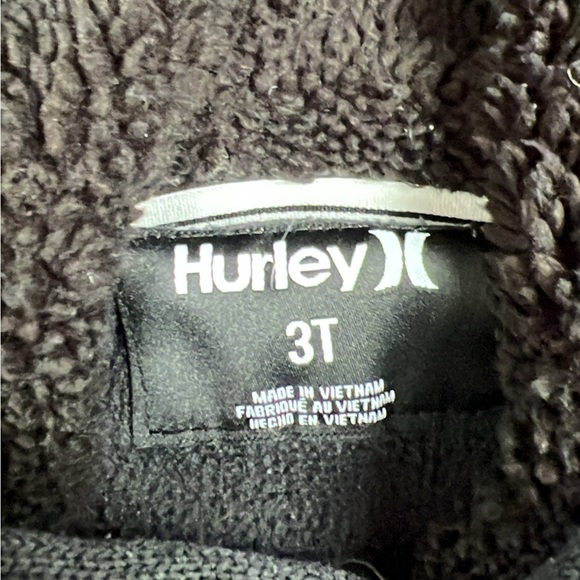 Hurley
3T
MADE IN VIETNAM
FABRIQUÉ AU VIETNAM
HECHO EN VIETNAM